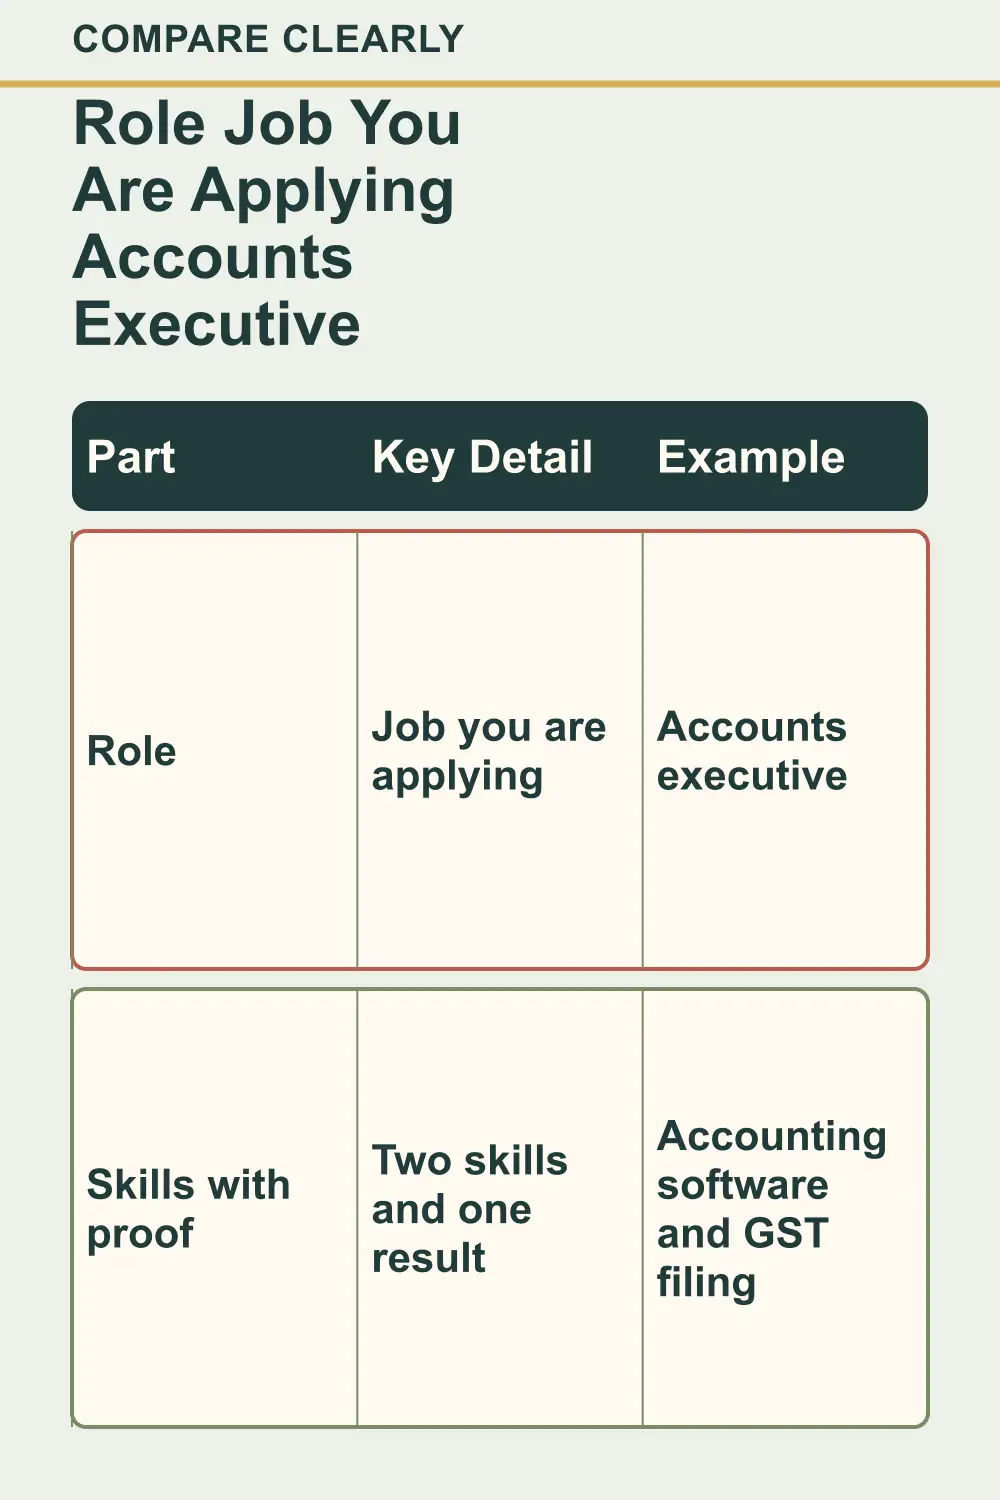 COMPARE CLEARLY
Role Job You
Are Applying
Accounts
Executive
Part Key Detail Example
Role
Job you are
applying
Accounts
executive
Skills with
proof
Two skills
and one
result
Accounting
software
and GST
filing